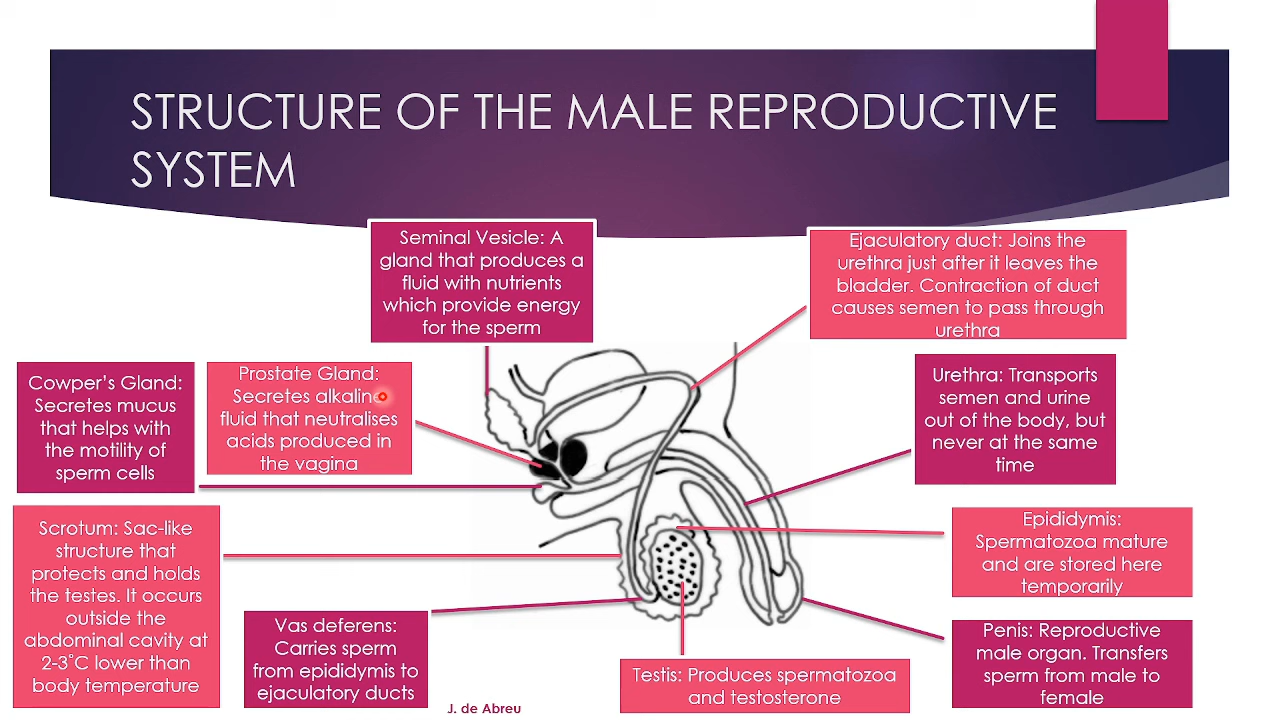 STRUCTURE OF THE MALE REPRODUCTIVE
SYSTEM
Seminal Vesicle: A
gland that produces a
fluid with nutrients
which provide energy
for the sperm
Ejaculatory duct: Joins the
urethra just after it leaves the
bladder. Contraction of duct
causes semen to pass through
urethra
Cowper's Gland:
Secretes mucus
that helps with
the motility of
sperm cells
Prostate Gland:
Secretes alkaline
fluid that neutralises
acids produced in
the vagina
Urethra: Transports
semen and urine
out of the body, but
never at the same
time
Scrotum: Sac-like
structure that
protects and holds
the testes. It occurs
outside the
abdominal cavity at
2-3˚C lower than
body temperature
Epididymis:
Spermatozoa mature
and are stored here
temporarily
Vas deferens:
Carries sperm
from epididymis to
ejaculatory ducts
Testis: Produces spermatozoa
and testosterone
Penis: Reproductive
male organ. Transfers
sperm from male to
female
J. de Abreu